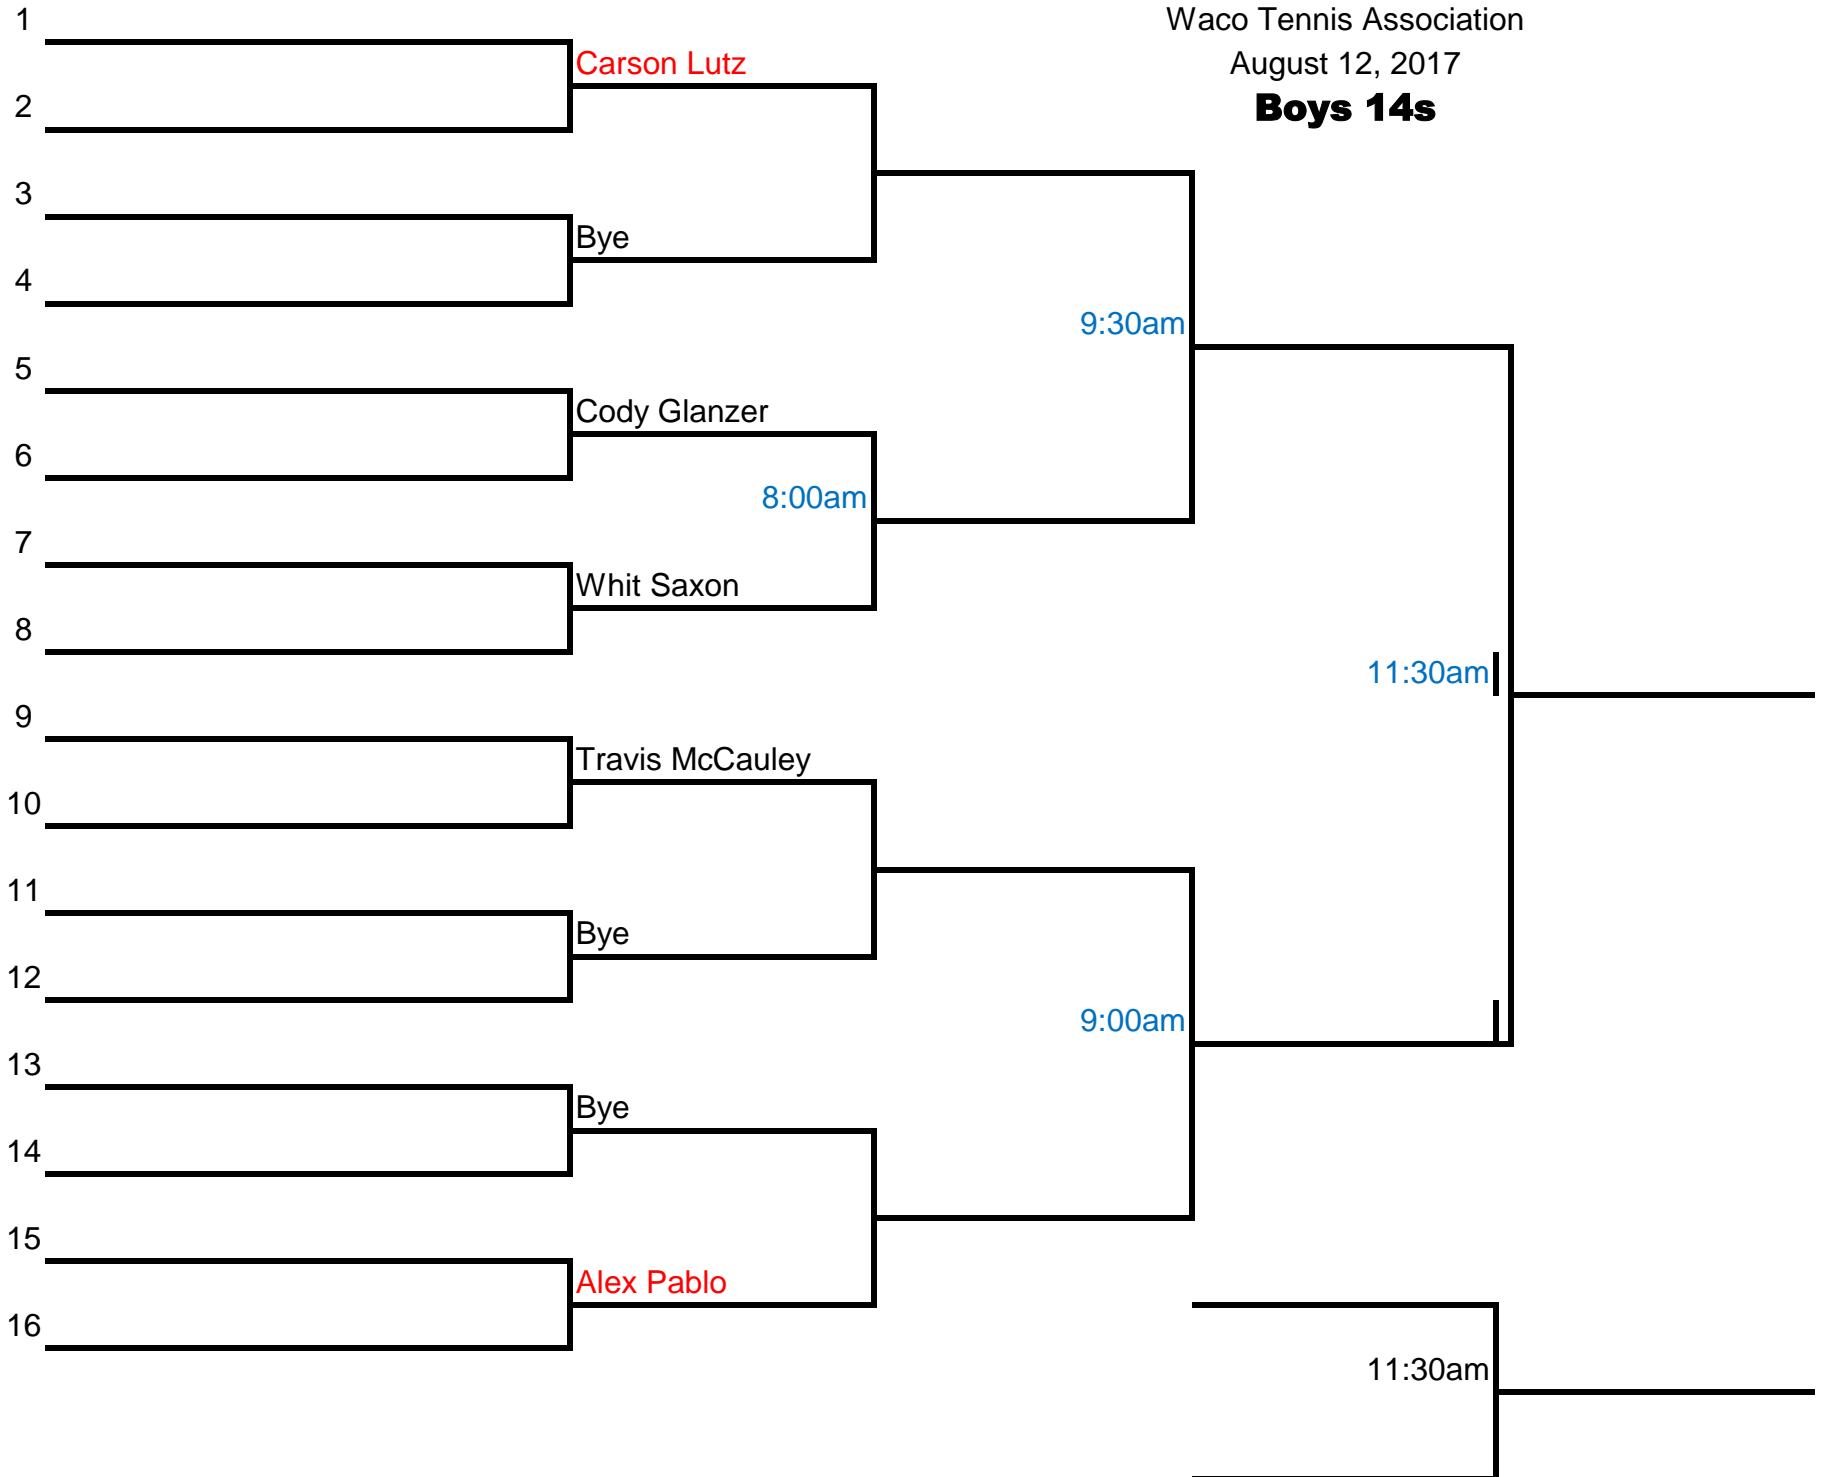 1
Waco Tennis Association
Carson Lutz
August 12, 2017
2
Boys 14s
3
Bye
4
9:30am
5
Cody Glanzer
6
8:00am
7
Whit Saxon
8
11:30am
9
Travis McCauley
10
11
Bye
12
9:00am
13
Bye
14
15
Alex Pablo
16
11:30am